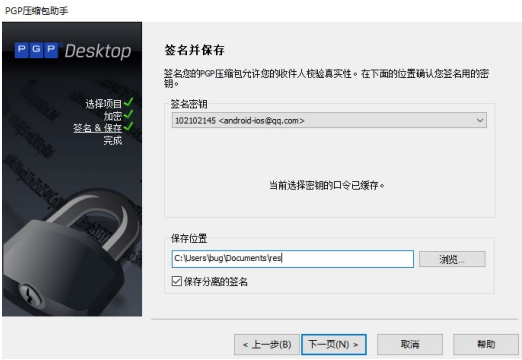 PGP压缩包助手
PGP Desktop
选择项目
加密
签名 & 保存
完成
签名并保存
签名您的PGP压缩包允许您的收件人校验真实性。在下面的位置确认您签名用的密
钥。
签名密钥
102102145 <android-ios@qq.com>
当前选择密钥的口令已缓存。
保存位置
C:\Users\bug\Documents\res
浏览...
保存分离的签名
< 上一步(B)
下一页(N) >
取消
帮助